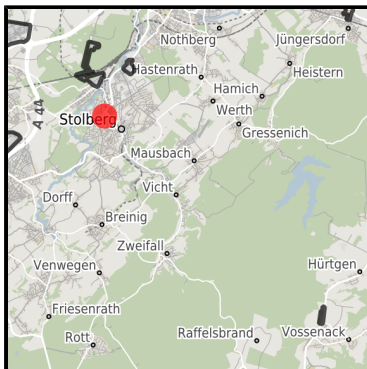 Nothberg
Jüngersdorf
Hastenrath
Heistern
Hamich
A 44
Werth
Stolberg
Gressenich
Mausbach
Vicht
Dorff
Breinig
Zweifall
Venwegen
Hürtgen
Friesenrath
Raffelsbrand
Vossenack
Rott